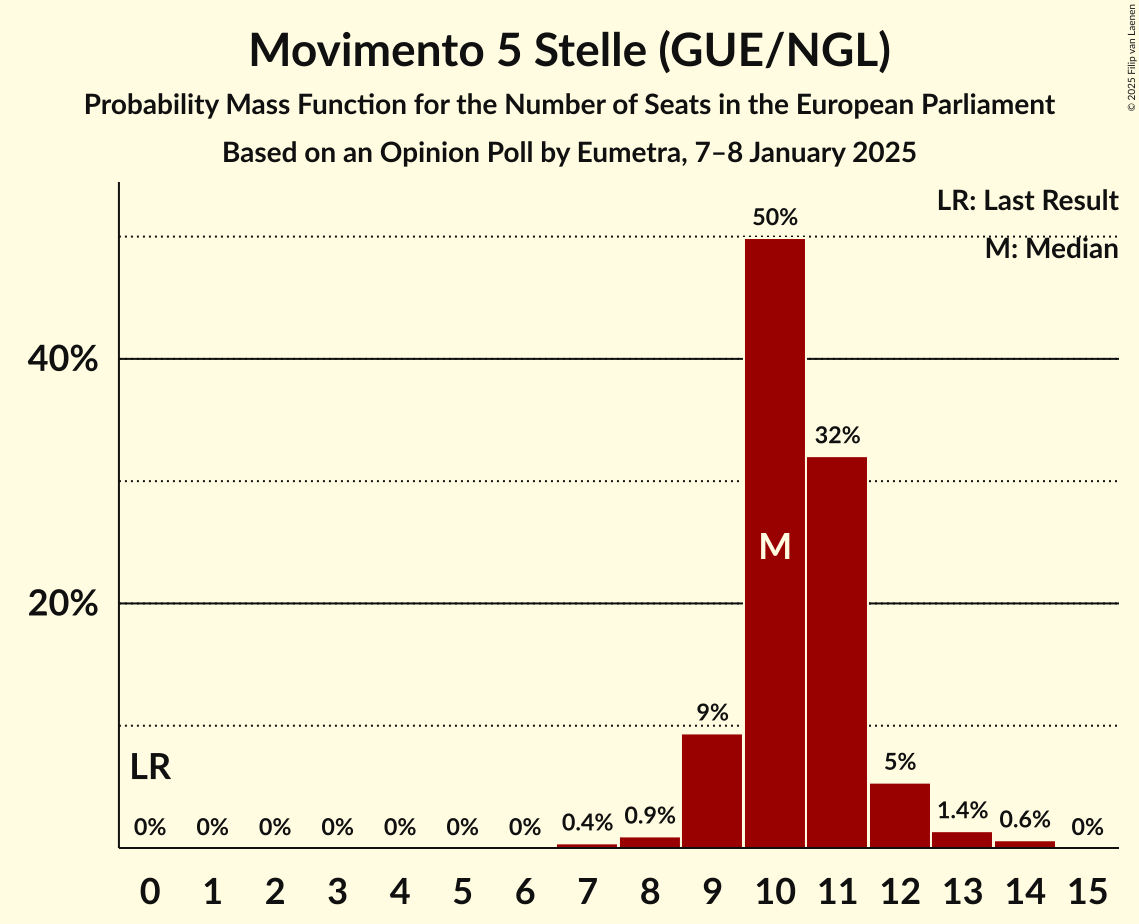 Movimento 5 Stelle (GUE/NGL)
Probability Mass Function for the Number of Seats in the European Parliament
Based on an Opinion Poll by Eumetra, 7–8 January 2025
© 2025 Filip van Laenen
LR: Last Result
M: Median
50%
40%
32%
M
20%
9%
LR
5%
0% 0% 0% 0% 0% 0% 0% 0.4% 0.9% 1.4% 0.6% 0%
0 1 2 3 4 5 6 7 8 9 10 11 12 13 14 15